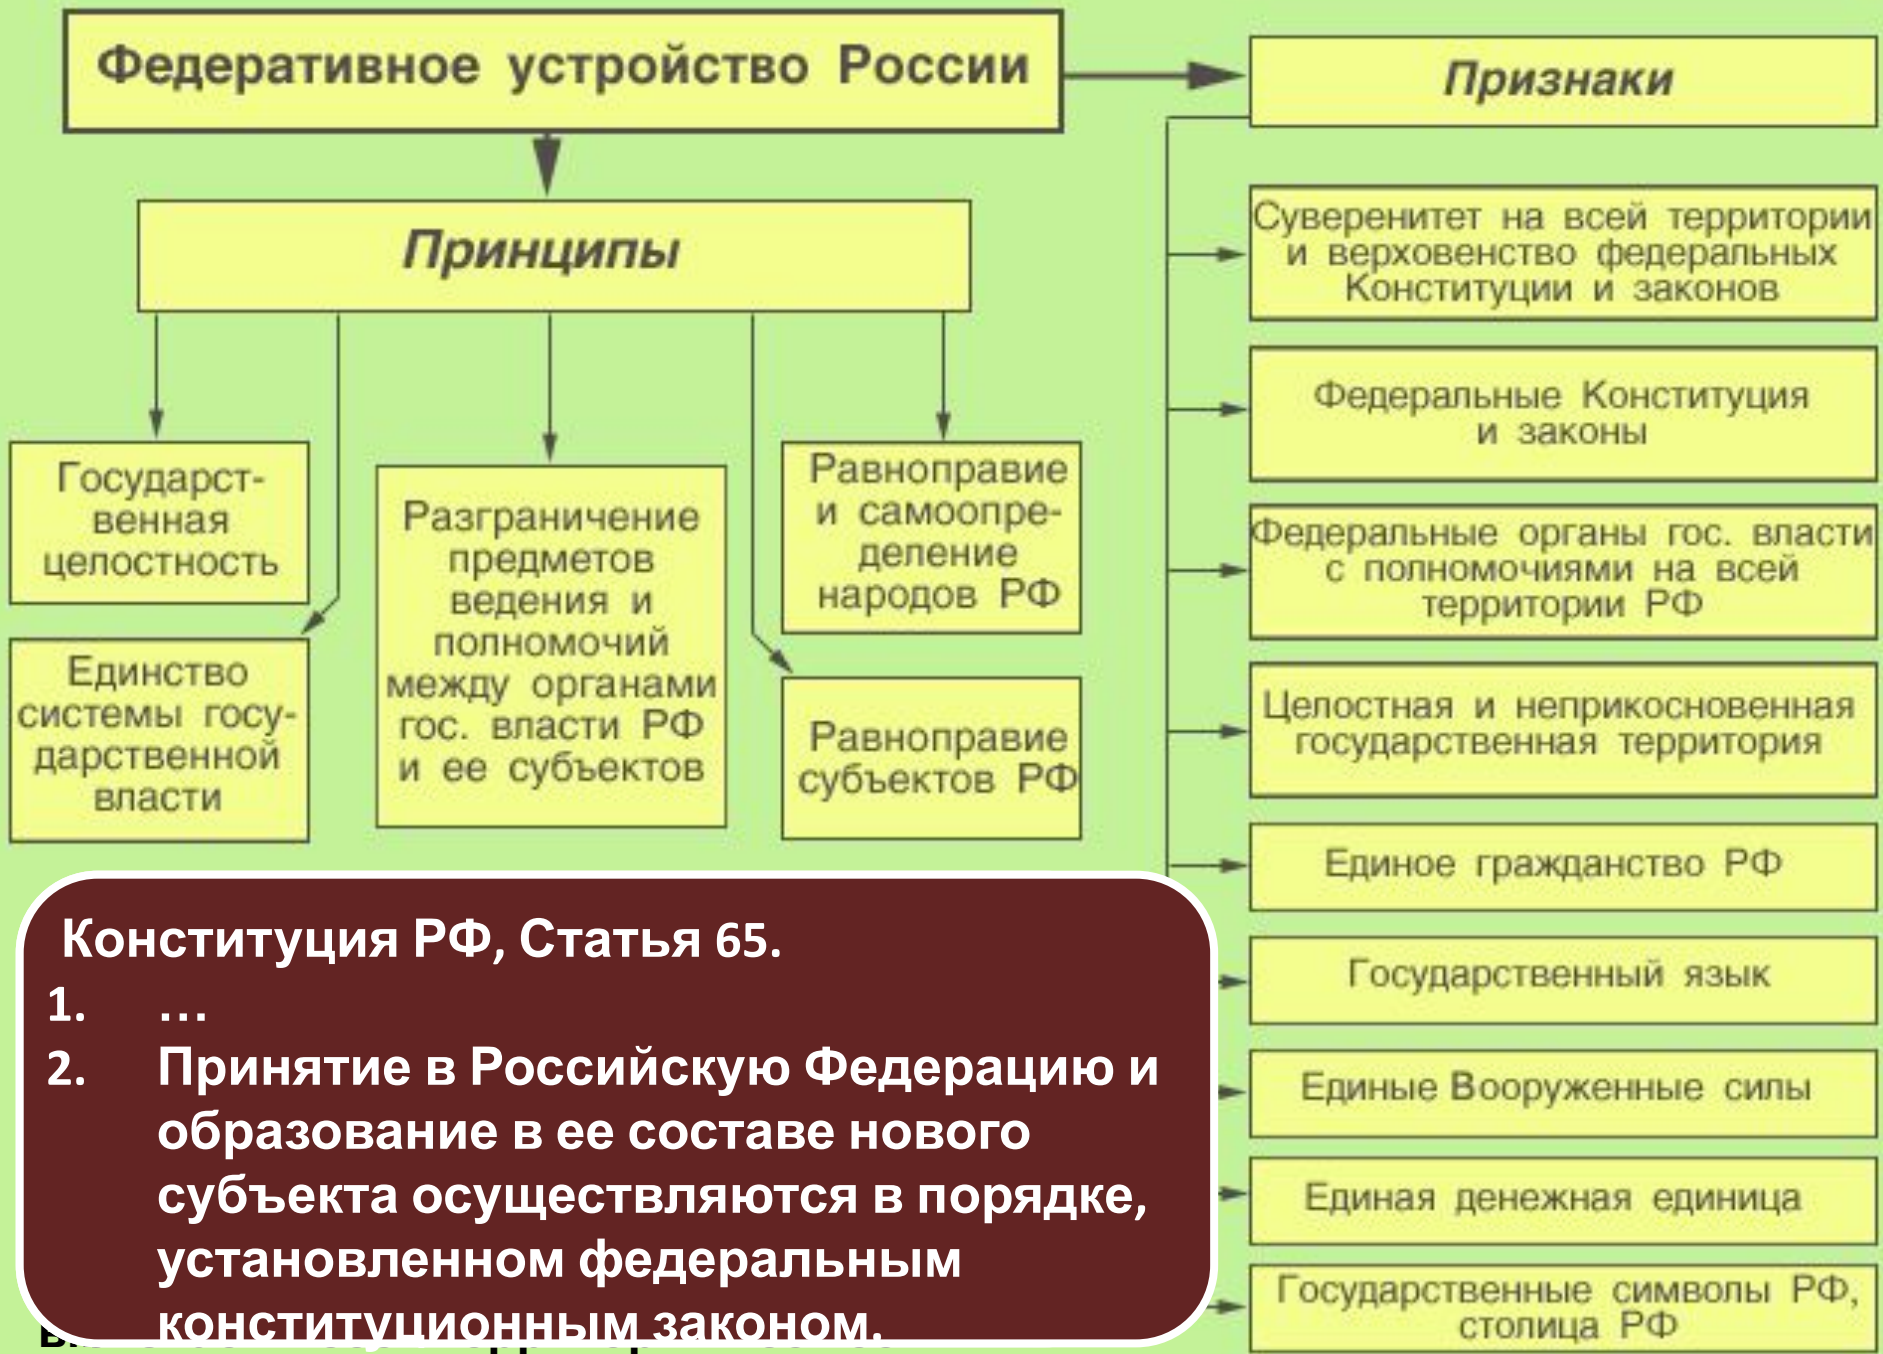 Федеративное устройство России
Признаки
Принципы
Государст-
венная
целостность
Единство
системы госу-
дарственной
власти
Разграничение
предметов
ведения и
полномочий
между органами
гос. власти РФ
и ее субъектов
Равноправие
и самоопре-
деление
народов РФ
Равноправие
субъектов РФ
Суверенитет на всей территории
и верховенство федеральных
Конституции и законов
Федеральные Конституция
и законы
Федеральные органы гос. власти
с полномочиями на всей
территории РФ
Целостная и неприкосновенная
государственная территория
Единое гражданство РФ
Государственный язык
Единые Вооруженные силы
Единая денежная единица
Государственные символы РФ,
столица РФ
Конституция РФ, Статья 65.
1. …
2. Принятие в Российскую Федерацию и
образование в ее составе нового
субъекта осуществляются в порядке,
установленном федеральным
конституционным законом.